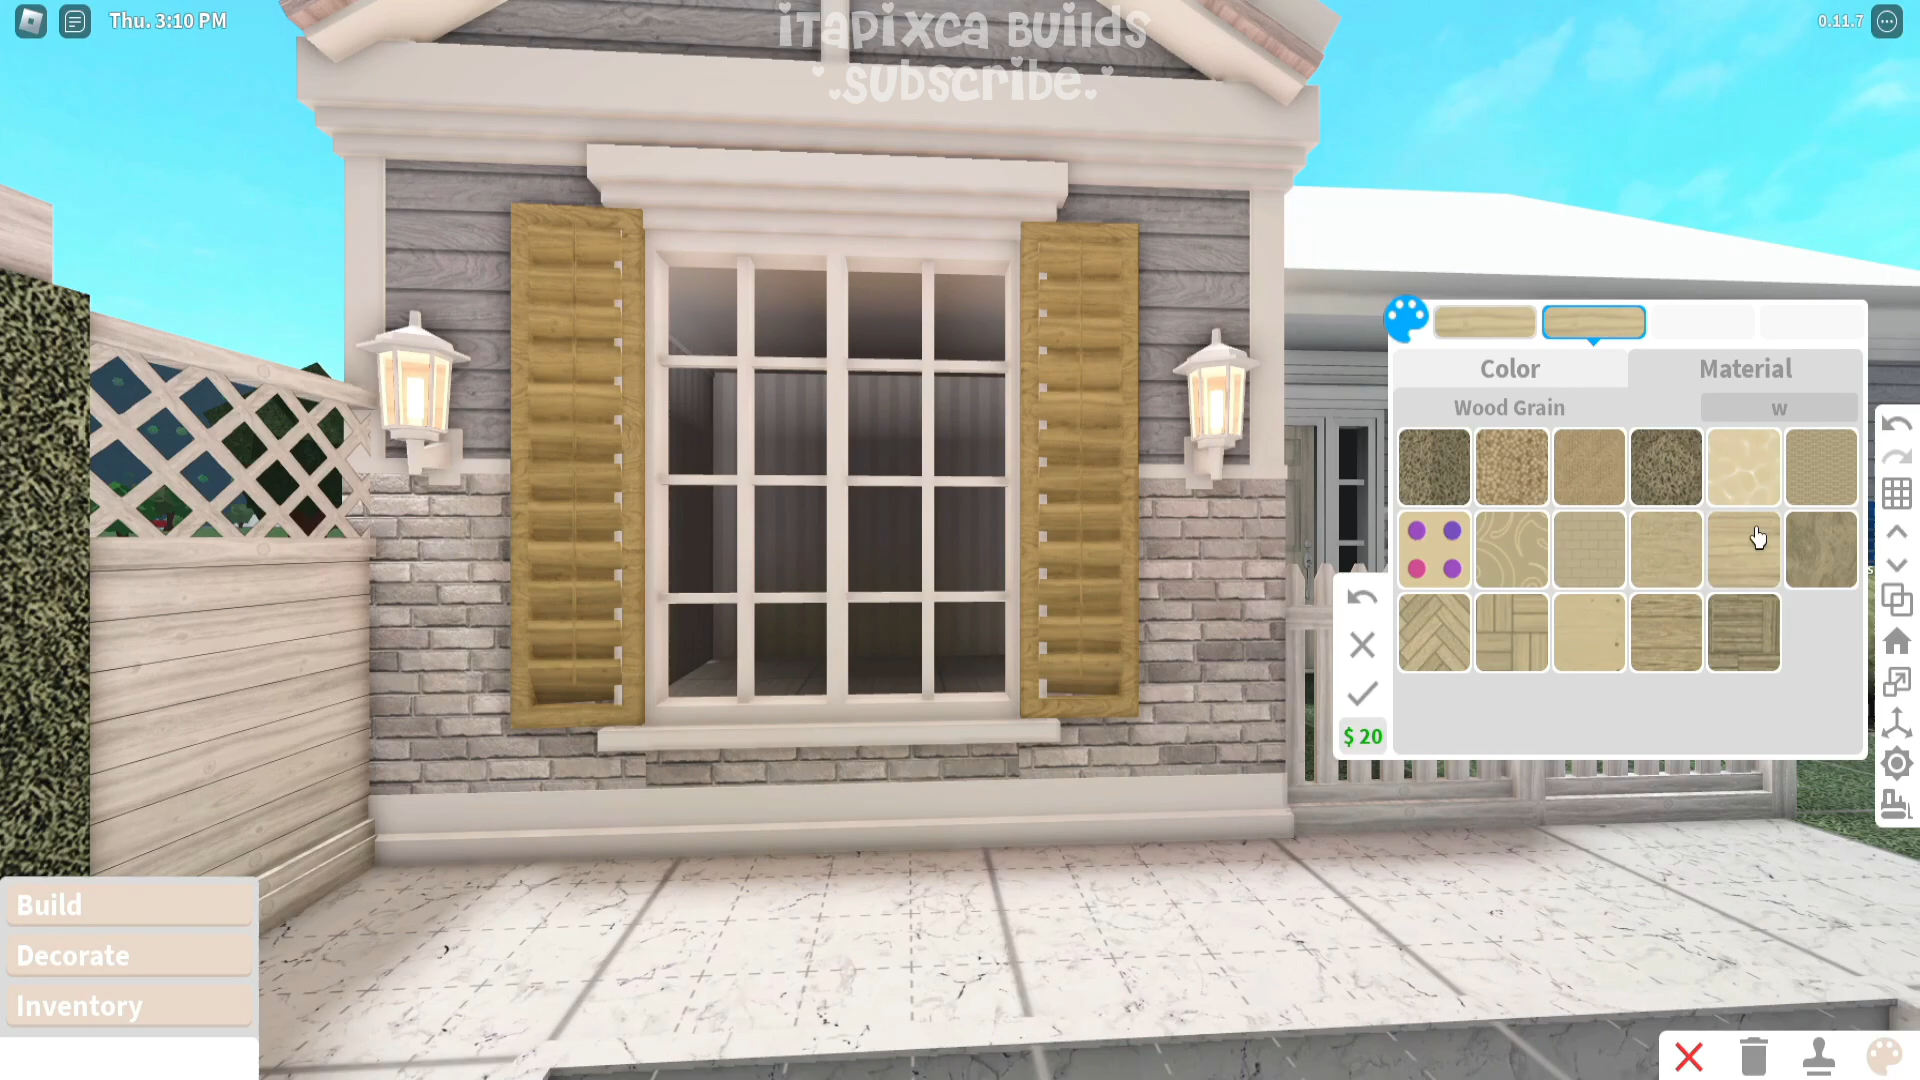 Thu. 3:10 PM
iTapixca Builds
.subscribe.
0.11.7
Color
Material
Wood Grain
w
$ 20
Build
Decorate
Inventory